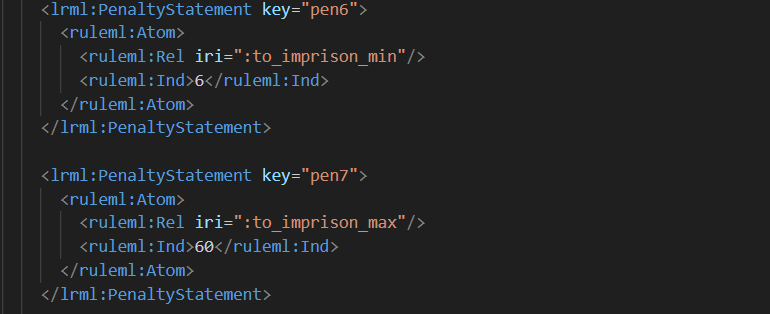 <lrml:PenaltyStatement key="pen6">
<ruleml:Atom>
<ruleml:Rel iri=":to_imprison_min"/>
<ruleml:Ind>6</ruleml:Ind>
</ruleml:Atom>
</lrml:PenaltyStatement>
<lrml:PenaltyStatement key="pen7">
<ruleml:Atom>
<ruleml:Rel iri=":to_imprison_max"/>
<ruleml:Ind>60</ruleml:Ind>
</ruleml:Atom>
</lrml:PenaltyStatement>